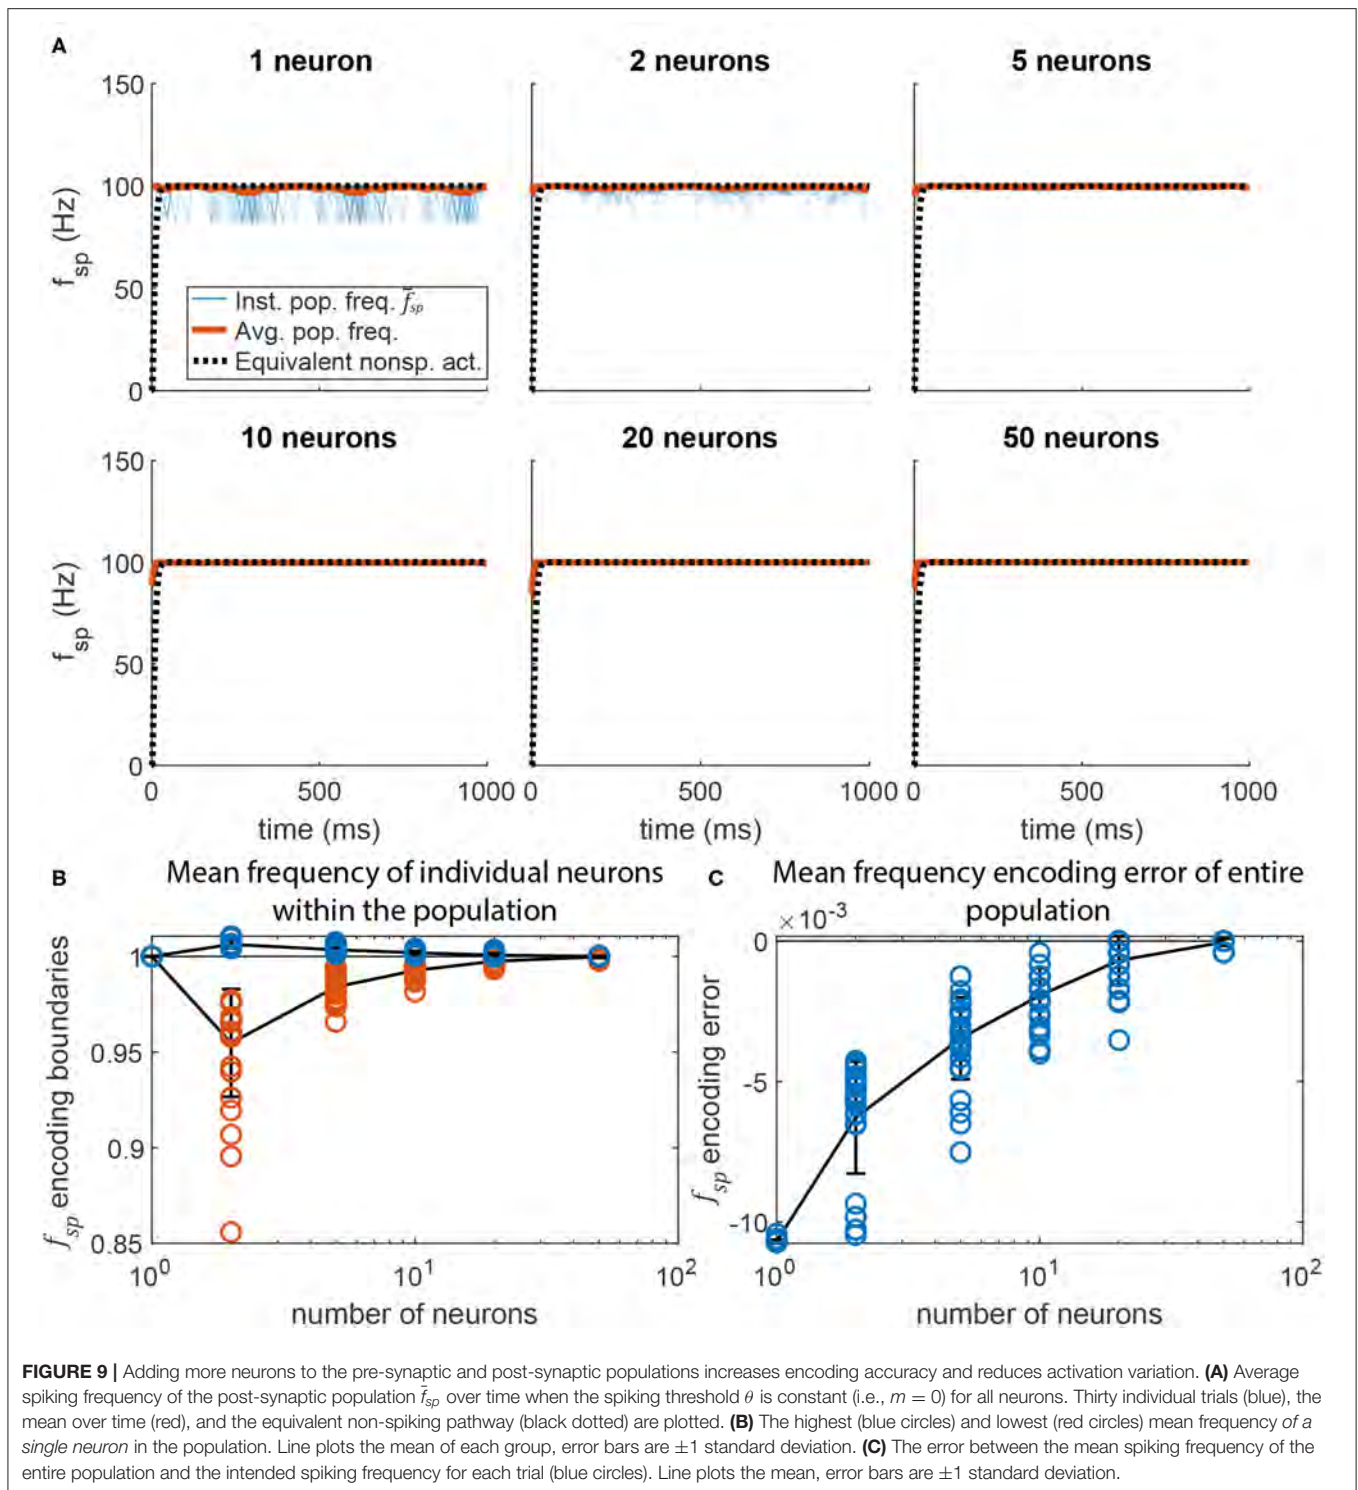 A
1 neuron
2 neurons
5 neurons
150
100
50
0
f_sp (Hz)
Inst. pop. freq. f̄_sp
Avg. pop. freq.
Equivalent nonsp. act.
10 neurons
20 neurons
50 neurons
150
100
50
0
f_sp (Hz)
0 500 1000
0 500 1000
0 500 1000
time (ms)
time (ms)
time (ms)
B
Mean frequency of individual neurons
within the population
1
0.95
0.9
0.85
f_sp encoding boundaries
10^0 10^1 10^2
number of neurons
C
Mean frequency encoding error of entire
population
×10^-3
0
-5
-10
f_sp encoding error
10^0 10^1 10^2
number of neurons
FIGURE 9 | Adding more neurons to the pre-synaptic and post-synaptic populations increases encoding accuracy and reduces activation variation. (A) Average
spiking frequency of the post-synaptic population f̄_sp over time when the spiking threshold θ is constant (i.e., m = 0) for all neurons. Thirty individual trials (blue), the
mean over time (red), and the equivalent non-spiking pathway (black dotted) are plotted. (B) The highest (blue circles) and lowest (red circles) mean frequency of a
single neuron in the population. Line plots the mean of each group, error bars are ±1 standard deviation. (C) The error between the mean spiking frequency of the
entire population and the intended spiking frequency for each trial (blue circles). Line plots the mean, error bars are ±1 standard deviation.